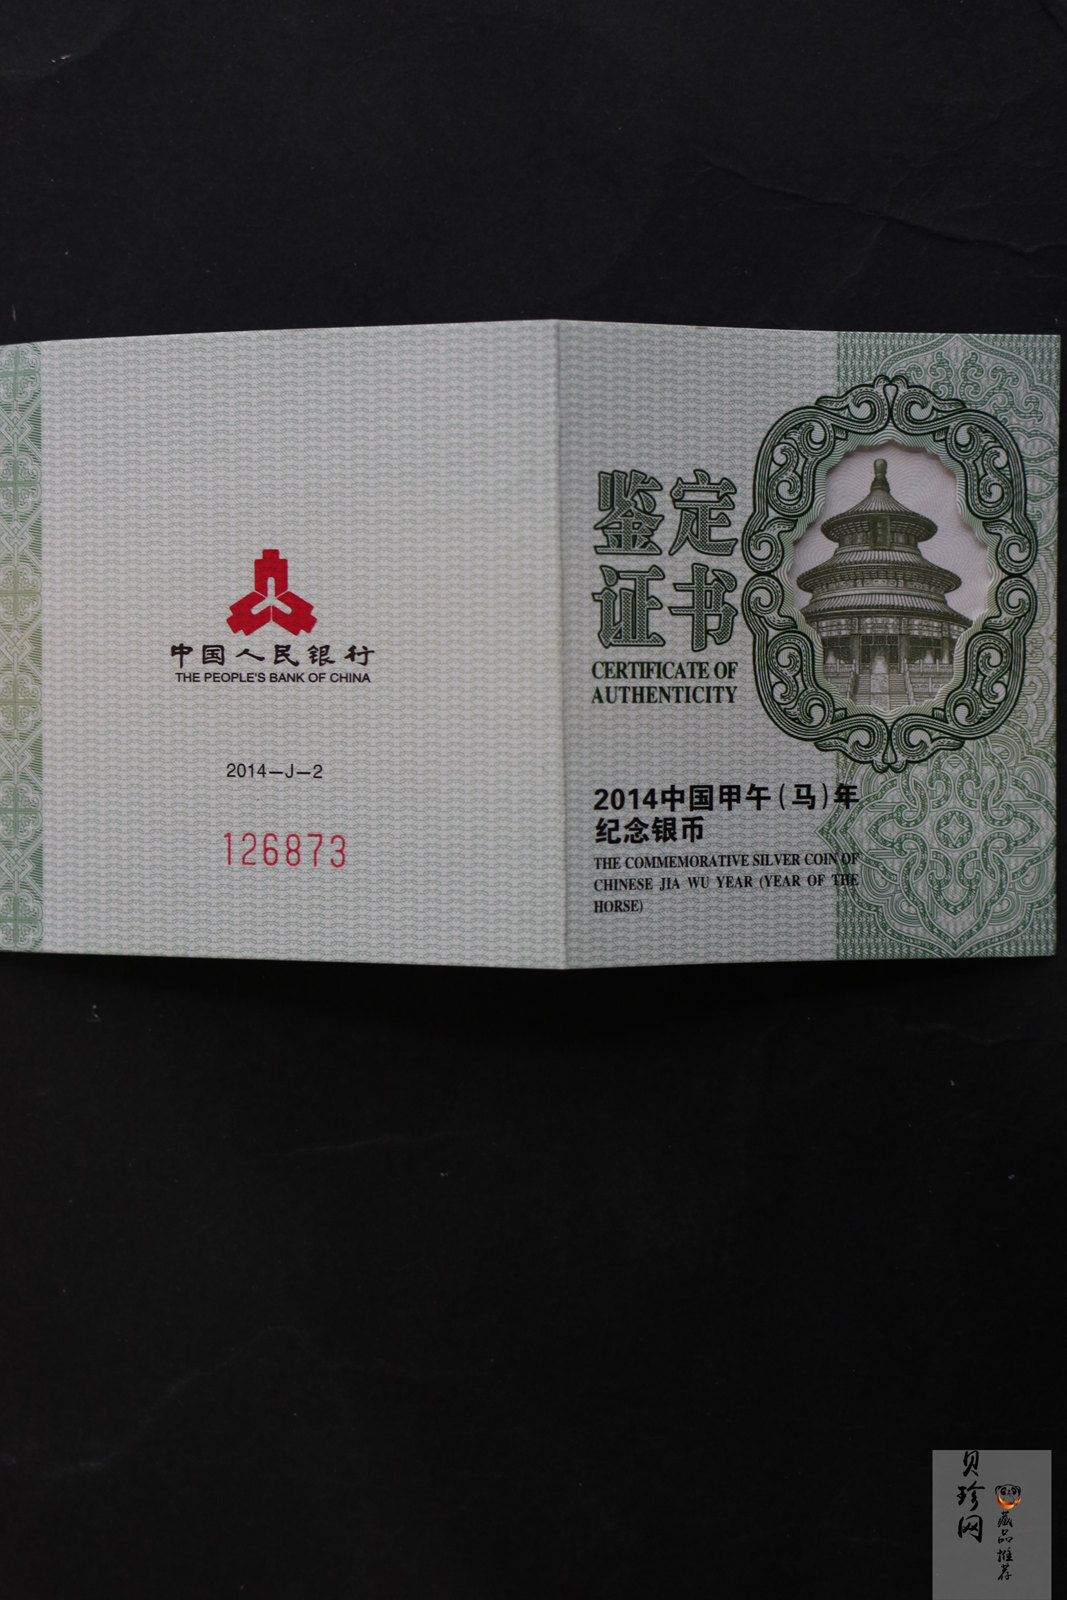 中国人民银行
THE PEOPLE'S BANK OF CHINA
2014—J—2
126873
鉴定
证书
CERTIFICATE OF
AUTHENTICITY
2014中国甲午(马)年
纪念银币
THE COMMEMORATIVE SILVER COIN OF
CHINESE JIA WU YEAR (YEAR OF THE
HORSE)
贝珍网
藏品推荐